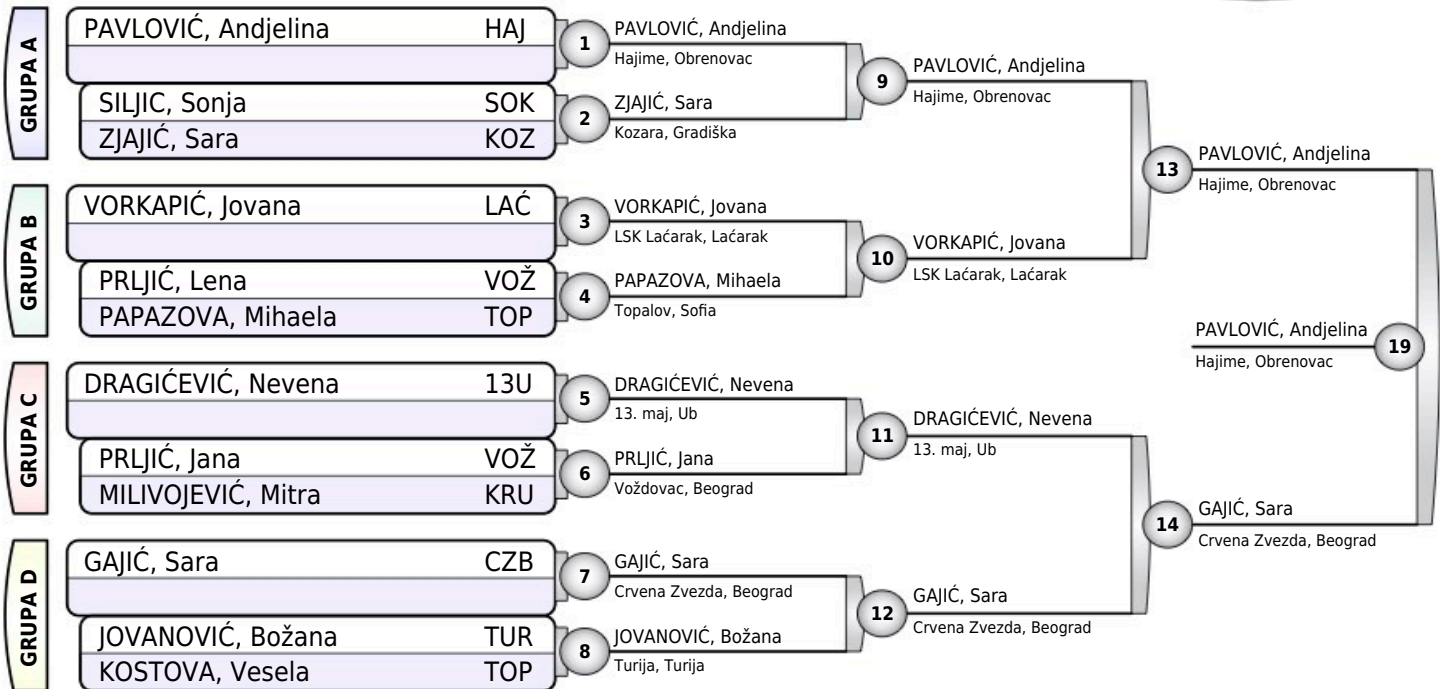 GRUPA A
PAVLOVIĆ, Andjelina HAJ
SILJIC, Sonja SOK
ZJAJIĆ, Sara KOZ
GRUPA B
VORKAPIĆ, Jovana LAĆ
PRLJIĆ, Lena VOŽ
PAPAZOVA, Mihaela TOP
GRUPA C
DRAGIĆEVIĆ, Nevena 13U
PRLJIĆ, Jana VOŽ
MILIVOJEVIĆ, Mitra KRU
GRUPA D
GAJIĆ, Sara CZB
JOVANOVIĆ, Božana TUR
KOSTOVA, Vesela TOP
1
PAVLOVIĆ, Andjelina
Hajime, Obrenovac
2
ZJAJIĆ, Sara
Kozara, Gradiška
3
VORKAPIĆ, Jovana
LSK Laćarak, Laćarak
4
PAPAZOVA, Mihaela
Topalov, Sofia
5
DRAGIĆEVIĆ, Nevena
13. maj, Ub
6
PRLJIĆ, Jana
Voždovac, Beograd
7
GAJIĆ, Sara
Crvena Zvezda, Beograd
8
JOVANOVIĆ, Božana
Turija, Turija
9
PAVLOVIĆ, Andjelina
Hajime, Obrenovac
10
VORKAPIĆ, Jovana
LSK Laćarak, Laćarak
11
DRAGIĆEVIĆ, Nevena
13. maj, Ub
12
GAJIĆ, Sara
Crvena Zvezda, Beograd
13
PAVLOVIĆ, Andjelina
Hajime, Obrenovac
14
GAJIĆ, Sara
Crvena Zvezda, Beograd
PAVLOVIĆ, Andjelina
Hajime, Obrenovac
19